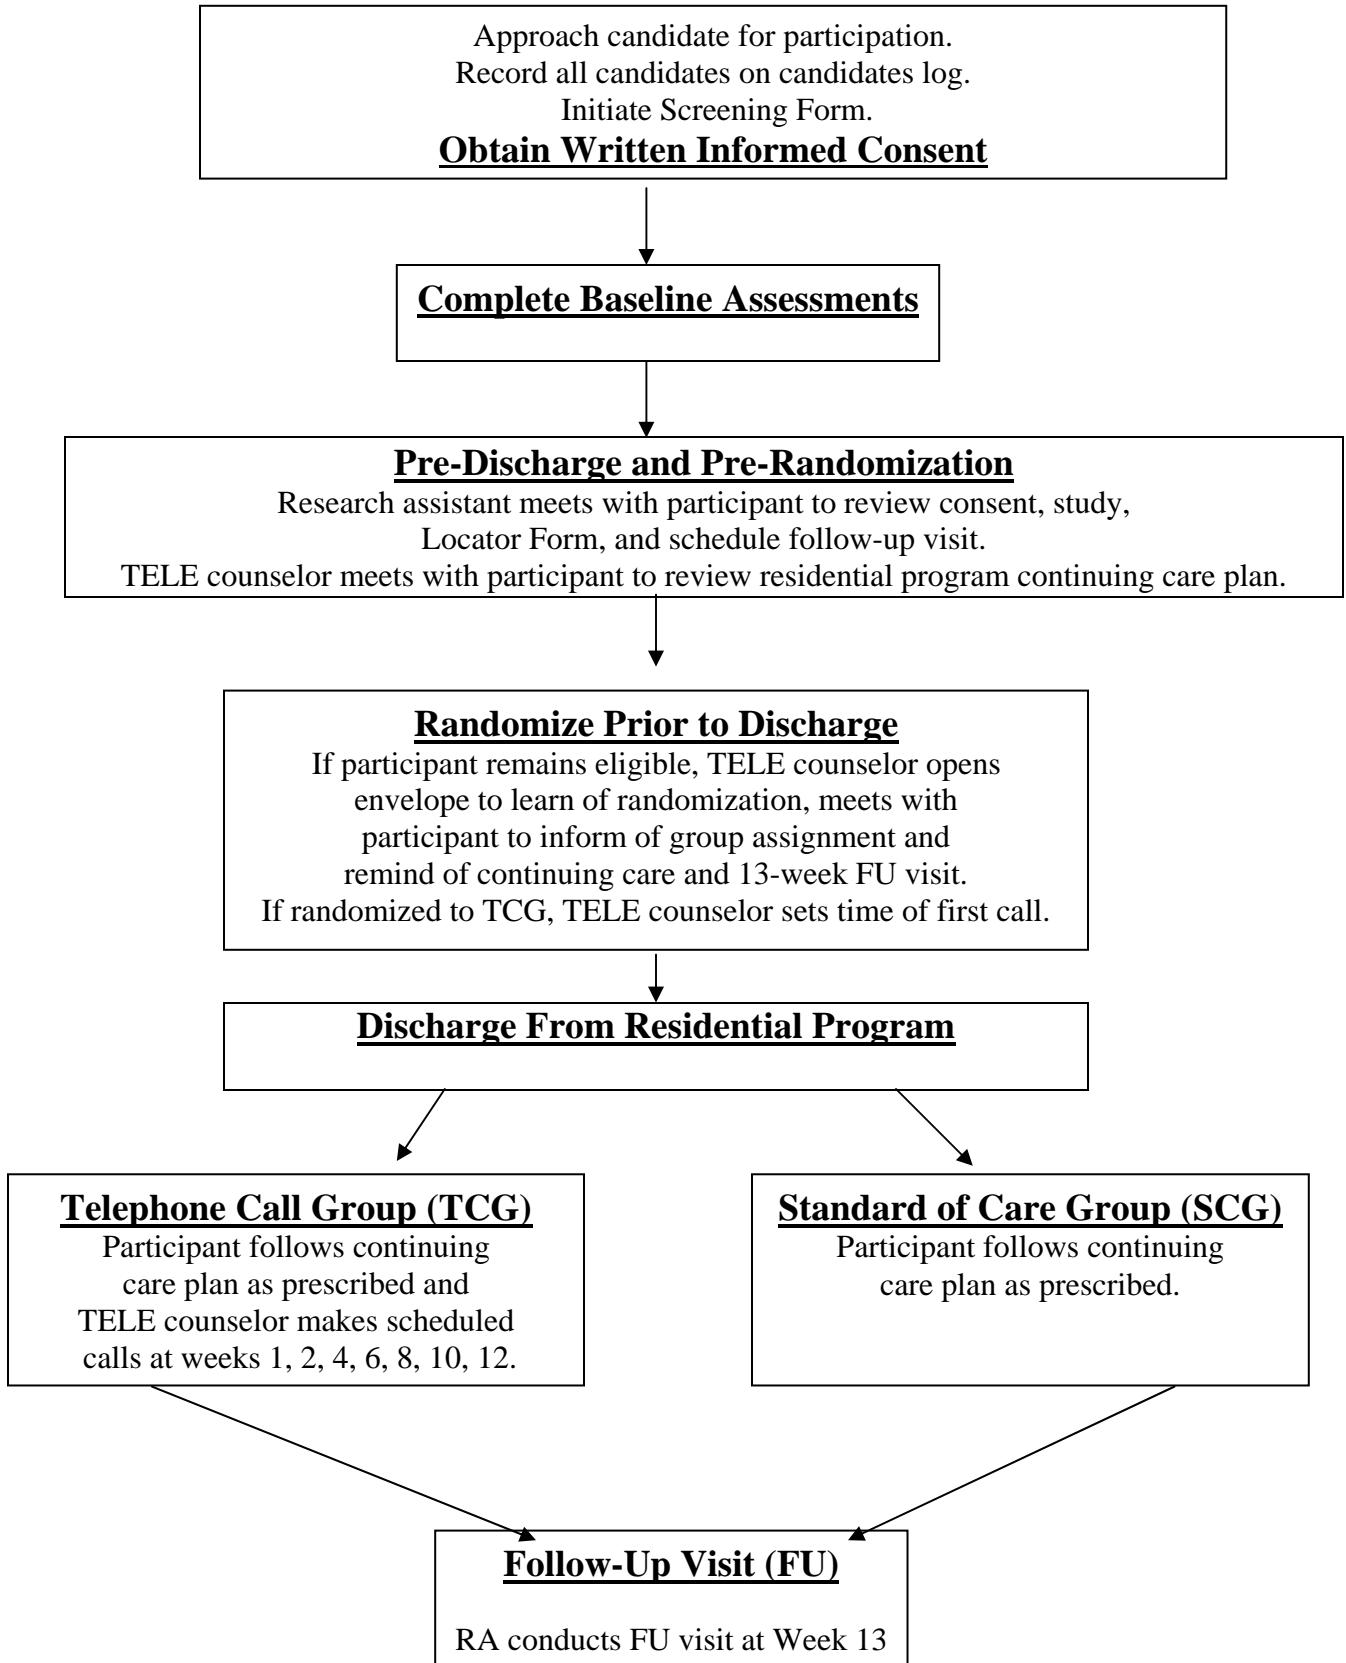 Approach candidate for participation.
Record all candidates on candidates log.
Initiate Screening Form.
Obtain Written Informed Consent
Complete Baseline Assessments
Pre-Discharge and Pre-Randomization
Research assistant meets with participant to review consent, study,
Locator Form, and schedule follow-up visit.
TELE counselor meets with participant to review residential program continuing care plan.
Randomize Prior to Discharge
If participant remains eligible, TELE counselor opens
envelope to learn of randomization, meets with
participant to inform of group assignment and
remind of continuing care and 13-week FU visit.
If randomized to TCG, TELE counselor sets time of first call.
Discharge From Residential Program
Telephone Call Group (TCG)
Participant follows continuing
care plan as prescribed and
TELE counselor makes scheduled
calls at weeks 1, 2, 4, 6, 8, 10, 12.
Standard of Care Group (SCG)
Participant follows continuing
care plan as prescribed.
Follow-Up Visit (FU)
RA conducts FU visit at Week 13